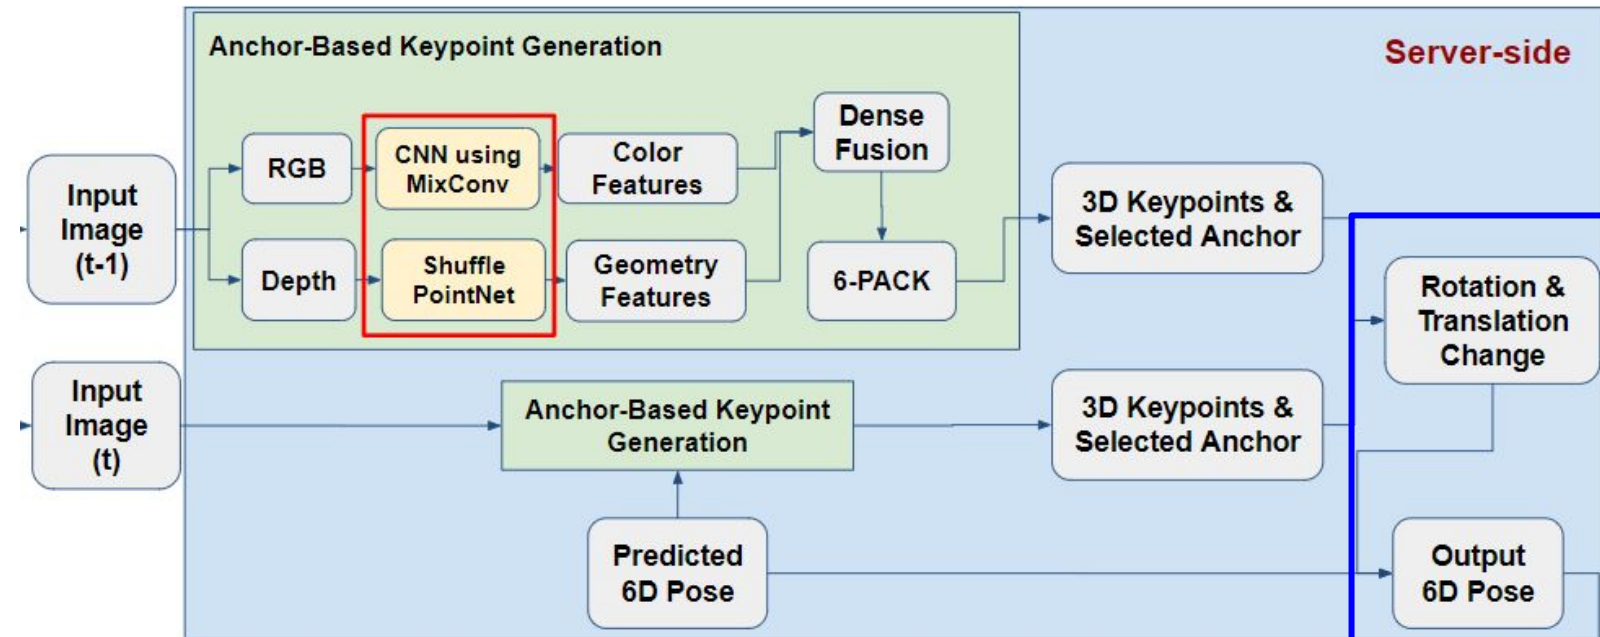 Anchor-Based Keypoint Generation
Server-side
Input
Image
(t-1)
RGB
CNN using
MixConv
Color
Features
Dense
Fusion
Depth
Shuffle
PointNet
Geometry
Features
6-PACK
3D Keypoints &
Selected Anchor
Rotation &
Translation
Change
Input
Image
(t)
Anchor-Based Keypoint
Generation
3D Keypoints &
Selected Anchor
Predicted
6D Pose
Output
6D Pose